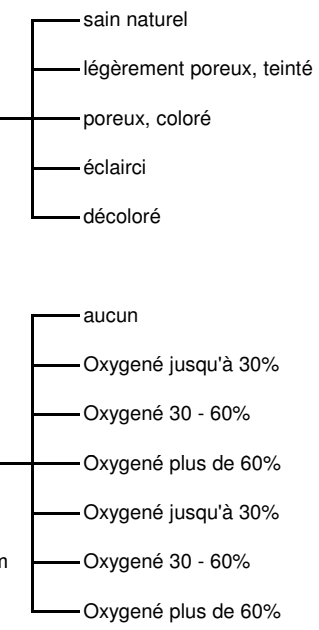 sain naturel
légèrement poreux, teinté
poreux, coloré
éclairci
décoloré
aucun
Oxygené jusqu'à 30%
Oxygené 30 - 60%
Oxygené plus de 60%
Oxygené jusqu'à 30%
Oxygené 30 - 60%
Oxygené plus de 60%